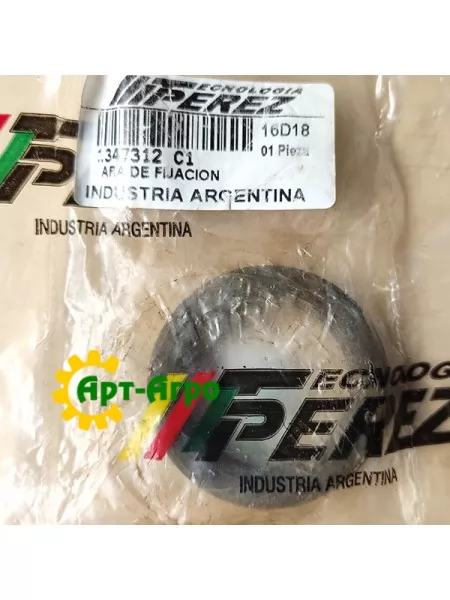 TECNOLOGIA
PEREZ
16D18
1347312 C1
01 Pieza
ARA DE FIJACION
INDUSTRIA ARGENTINA
INDUSTRIA ARGENTINA
Арт-Агро
TECNOLOG
PEREZ
INDUSTRIA ARGENTINA